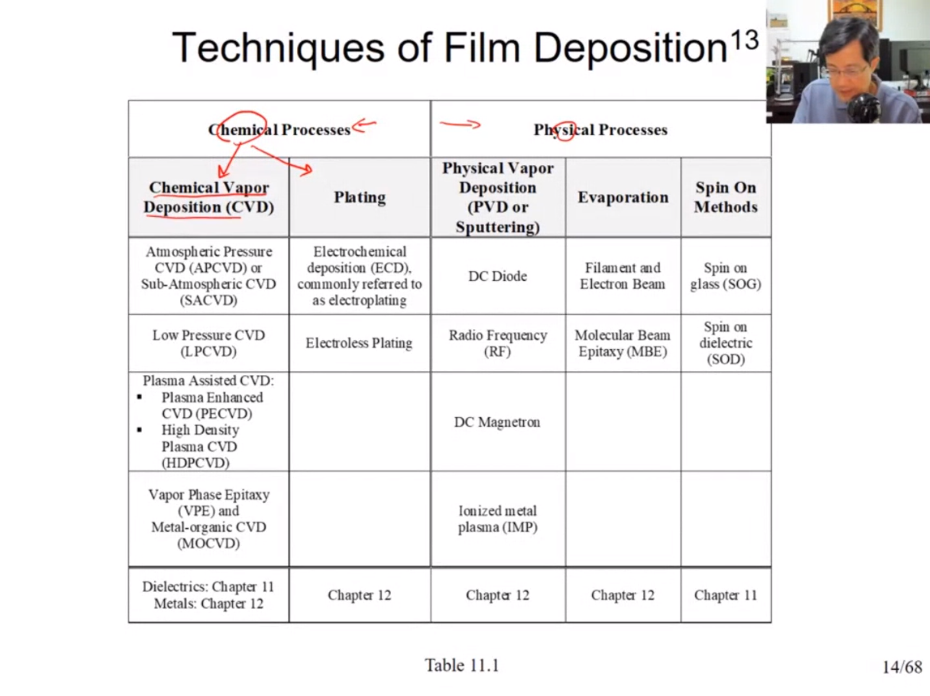 Techniques of Film Deposition13
Chemical Processes
Physical Processes
Chemical Vapor
Deposition (CVD)
Plating
Physical Vapor
Deposition
(PVD or
Sputtering)
Evaporation
Spin On
Methods
Atmospheric Pressure
CVD (APCVD) or
Sub-Atmospheric CVD
(SACVD)
Electrochemical
deposition (ECD),
commonly referred to
as electroplating
DC Diode
Filament and
Electron Beam
Spin on
glass (SOG)
Low Pressure CVD
(LPCVD)
Electroless Plating
Radio Frequency
(RF)
Molecular Beam
Epitaxy (MBE)
Spin on
dielectric
(SOD)
Plasma Assisted CVD:
▪ Plasma Enhanced
CVD (PECVD)
▪ High Density
Plasma CVD
(HDPCVD)
DC Magnetron
Vapor Phase Epitaxy
(VPE) and
Metal-organic CVD
(MOCVD)
Ionized metal
plasma (IMP)
Dielectrics: Chapter 11
Metals: Chapter 12
Chapter 12
Chapter 12
Chapter 12
Chapter 11
Table 11.1
14/68